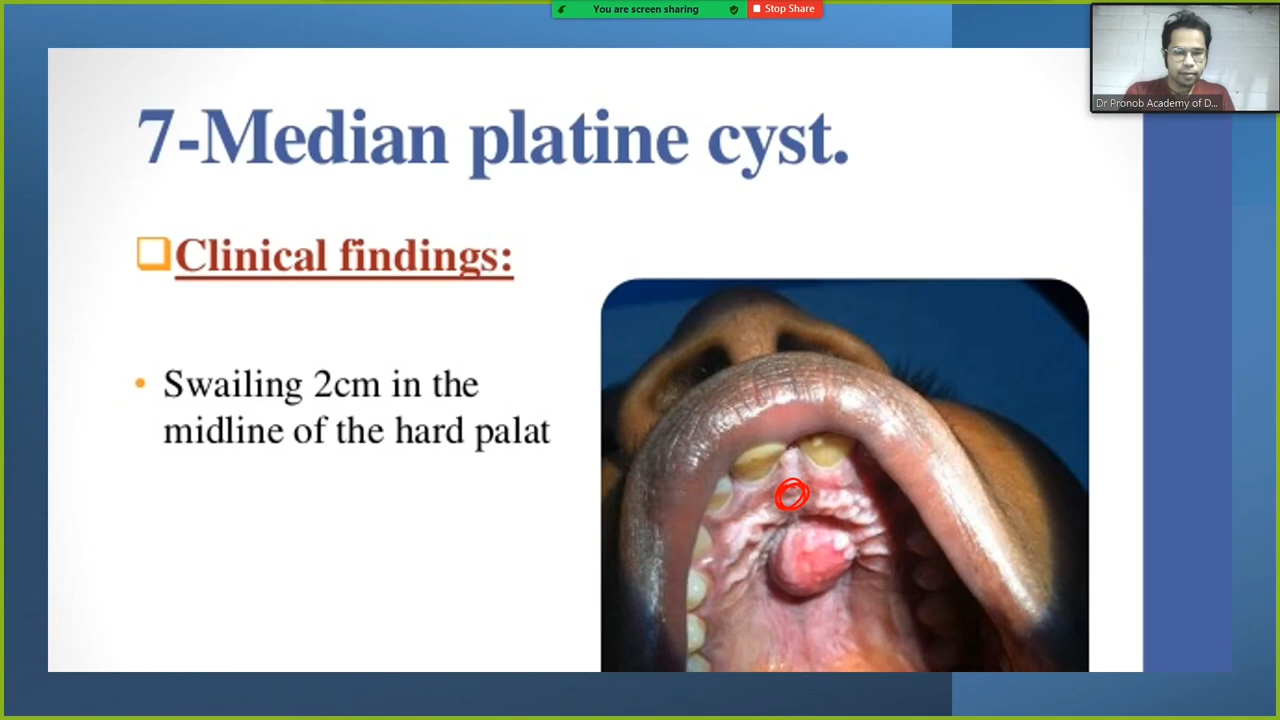 You are screen sharing
Stop Share
Dr Pronob Academy of D...
7-Median platine cyst.
Clinical findings:
• Swailing 2cm in the
midline of the hard palat